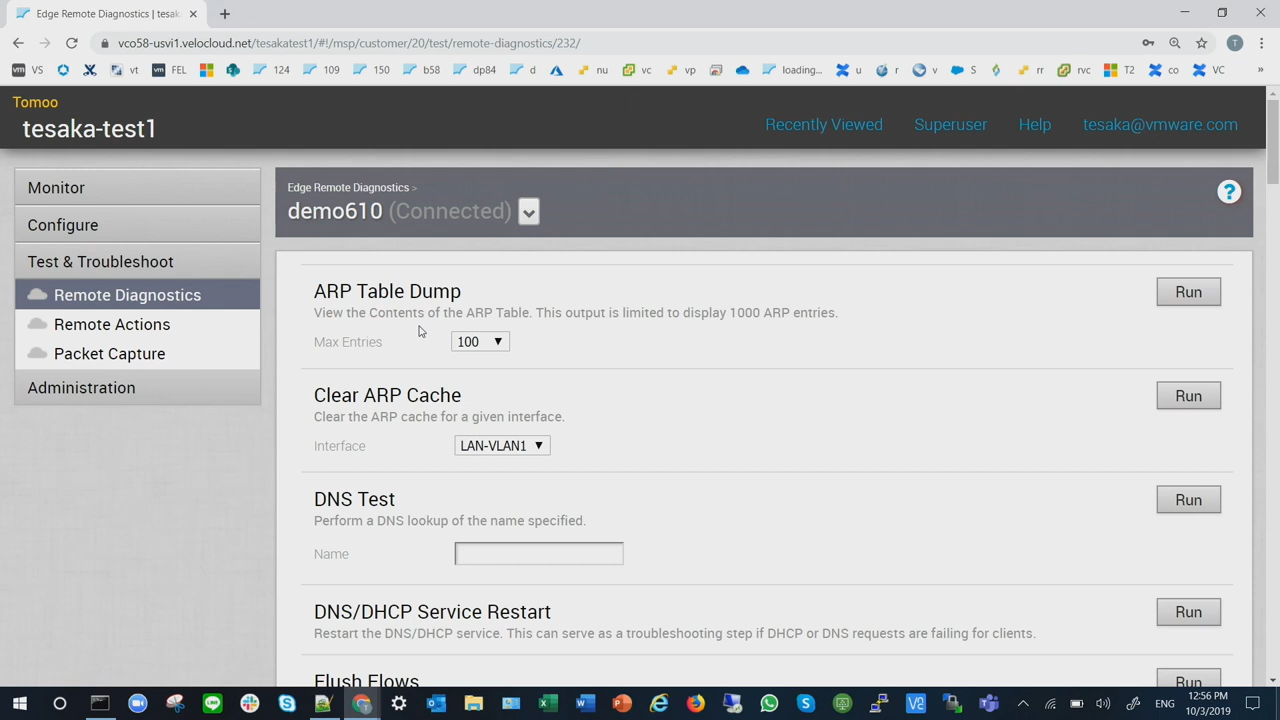 Edge Remote Diagnostics | tesaka
vco58-usvi1.velocloud.net/tesakatest1/#!/msp/customer/20/test/remote-diagnostics/232/
T
vm VS vt vm FEL 124 109 150 b58 dp84 d nu vc vp loading... u r v S rr rvc T2 co VC »
Tomoo
tesaka-test1
Recently Viewed Superuser Help tesaka@vmware.com
Monitor
Configure
Test & Troubleshoot
Remote Diagnostics
Remote Actions
Packet Capture
Administration
Edge Remote Diagnostics >
demo610 (Connected)
?
ARP Table Dump
Run
View the Contents of the ARP Table. This output is limited to display 1000 ARP entries.
Max Entries 100
Clear ARP Cache
Run
Clear the ARP cache for a given interface.
Interface LAN-VLAN1
DNS Test
Run
Perform a DNS lookup of the name specified.
Name
DNS/DHCP Service Restart
Run
Restart the DNS/DHCP service. This can serve as a troubleshooting step if DHCP or DNS requests are failing for clients.
Flush Flows
Run
ENG
12:56 PM
10/3/2019